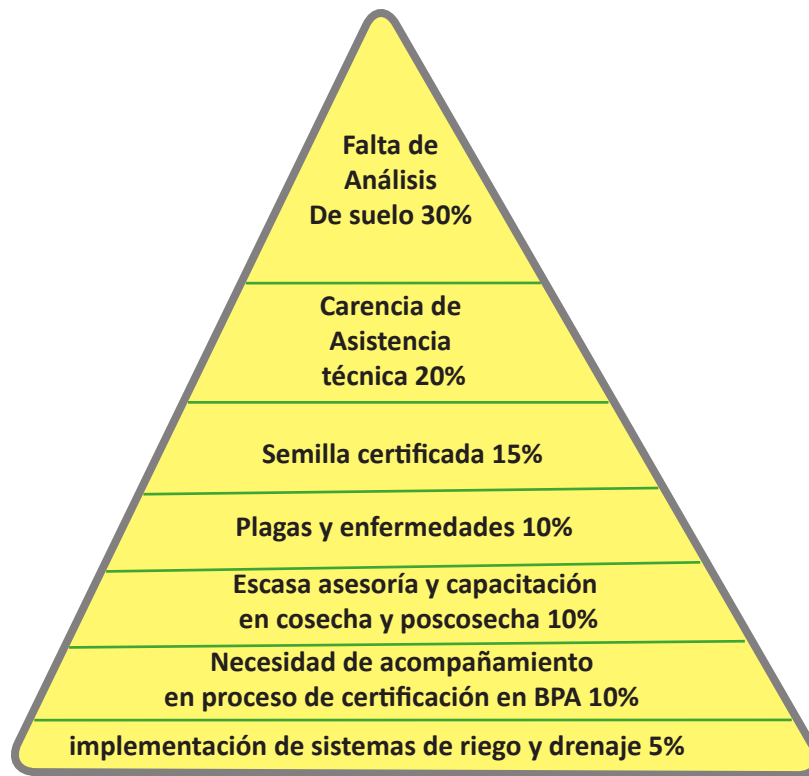 Falta de
Análisis
De suelo 30%
Carencia de
Asistencia
técnica 20%
Semilla certificada 15%
Plagas y enfermedades 10%
Escasa asesoría y capacitación
en cosecha y poscosecha 10%
Necesidad de acompañamiento
en proceso de certificación en BPA 10%
implementación de sistemas de riego y drenaje 5%